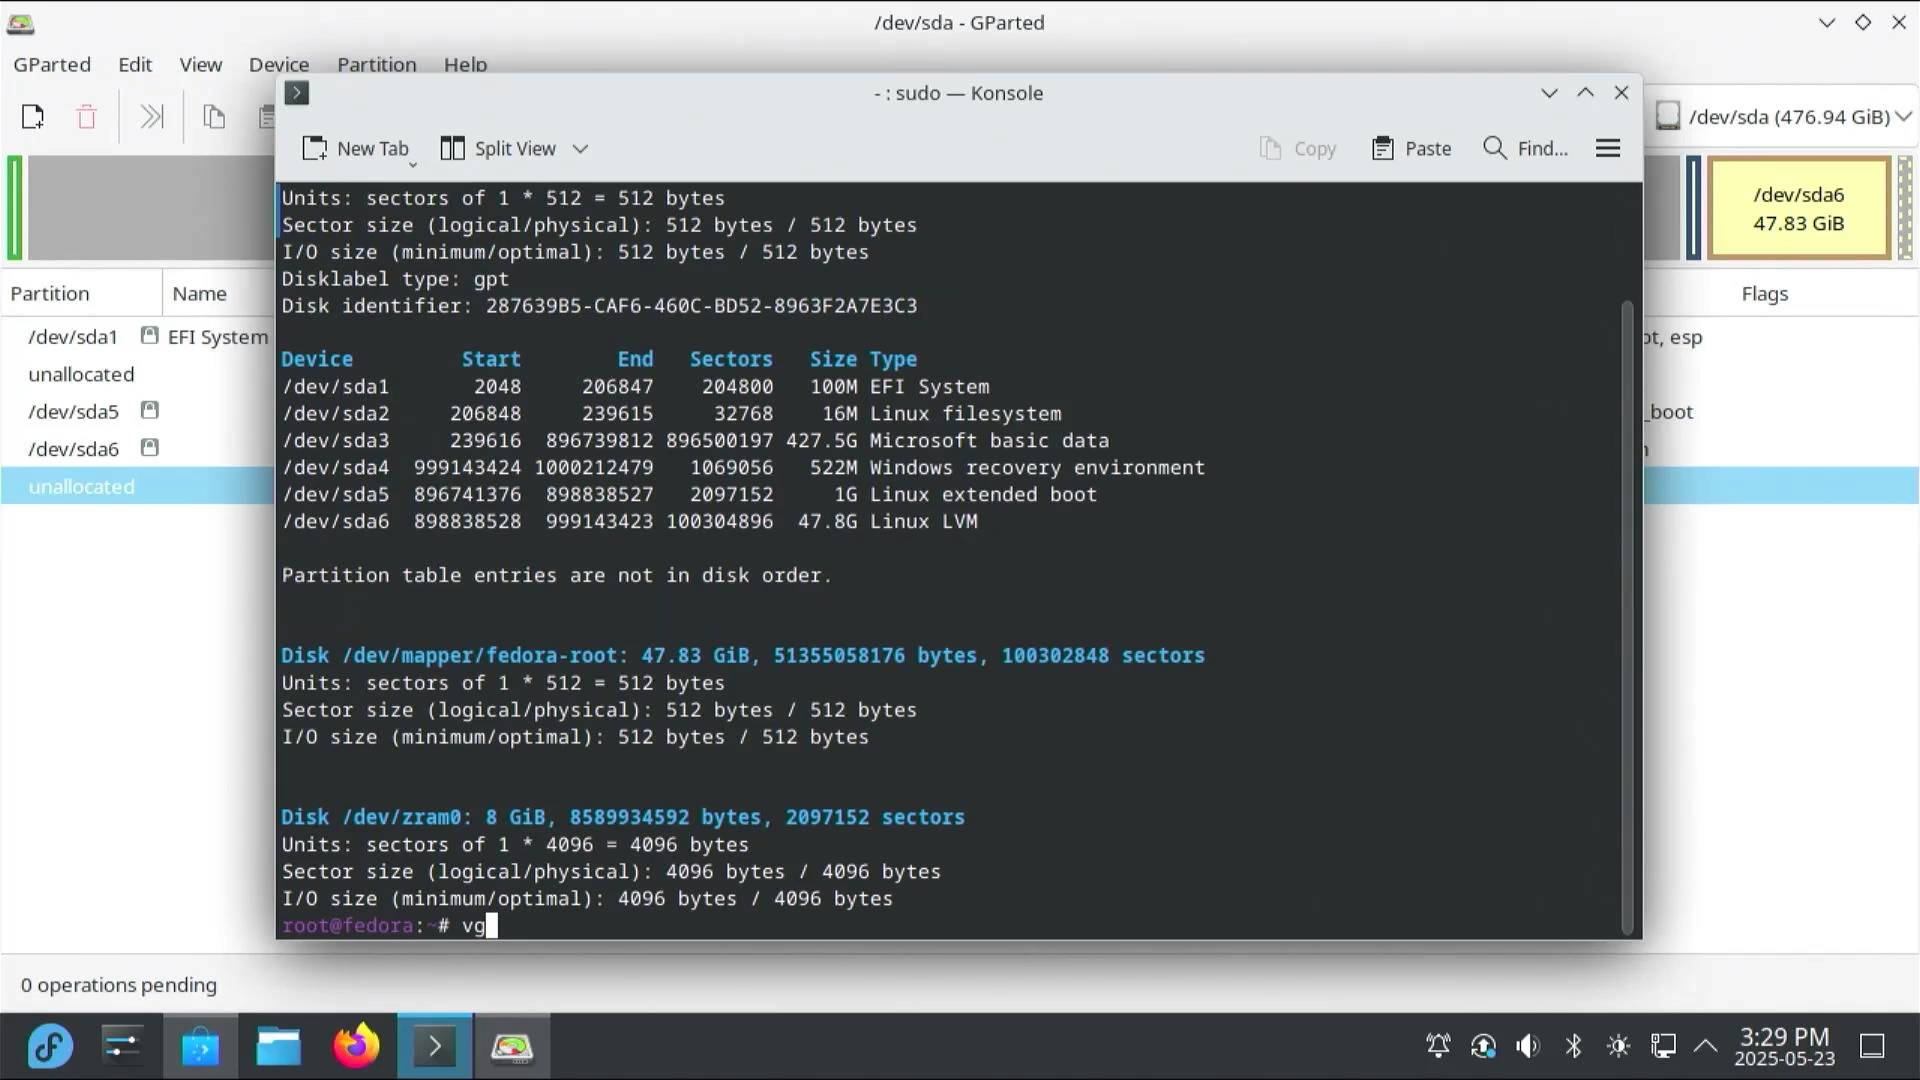 /dev/sda - GParted
GParted Edit View Device Partition Help
- : sudo — Konsole
/dev/sda (476.94 GiB)
New Tab Split View Copy Paste Find...
/dev/sda6
47.83 GiB
Partition Name Flags
/dev/sda1 EFI System ot, esp
unallocated
/dev/sda5 _boot
/dev/sda6
unallocated
Units: sectors of 1 * 512 = 512 bytes
Sector size (logical/physical): 512 bytes / 512 bytes
I/O size (minimum/optimal): 512 bytes / 512 bytes
Disklabel type: gpt
Disk identifier: 287639B5-CAF6-460C-BD52-8963F2A7E3C3
Device Start End Sectors Size Type
/dev/sda1 2048 206847 204800 100M EFI System
/dev/sda2 206848 239615 32768 16M Linux filesystem
/dev/sda3 239616 896739812 896500197 427.5G Microsoft basic data
/dev/sda4 999143424 1000212479 1069056 522M Windows recovery environment
/dev/sda5 896741376 898838527 2097152 1G Linux extended boot
/dev/sda6 898838528 999143423 100304896 47.8G Linux LVM
Partition table entries are not in disk order.
Disk /dev/mapper/fedora-root: 47.83 GiB, 51355058176 bytes, 100302848 sectors
Units: sectors of 1 * 512 = 512 bytes
Sector size (logical/physical): 512 bytes / 512 bytes
I/O size (minimum/optimal): 512 bytes / 512 bytes
Disk /dev/zram0: 8 GiB, 8589934592 bytes, 2097152 sectors
Units: sectors of 1 * 4096 = 4096 bytes
Sector size (logical/physical): 4096 bytes / 4096 bytes
I/O size (minimum/optimal): 4096 bytes / 4096 bytes
root@fedora:~# vg
0 operations pending
3:29 PM
2025-05-23